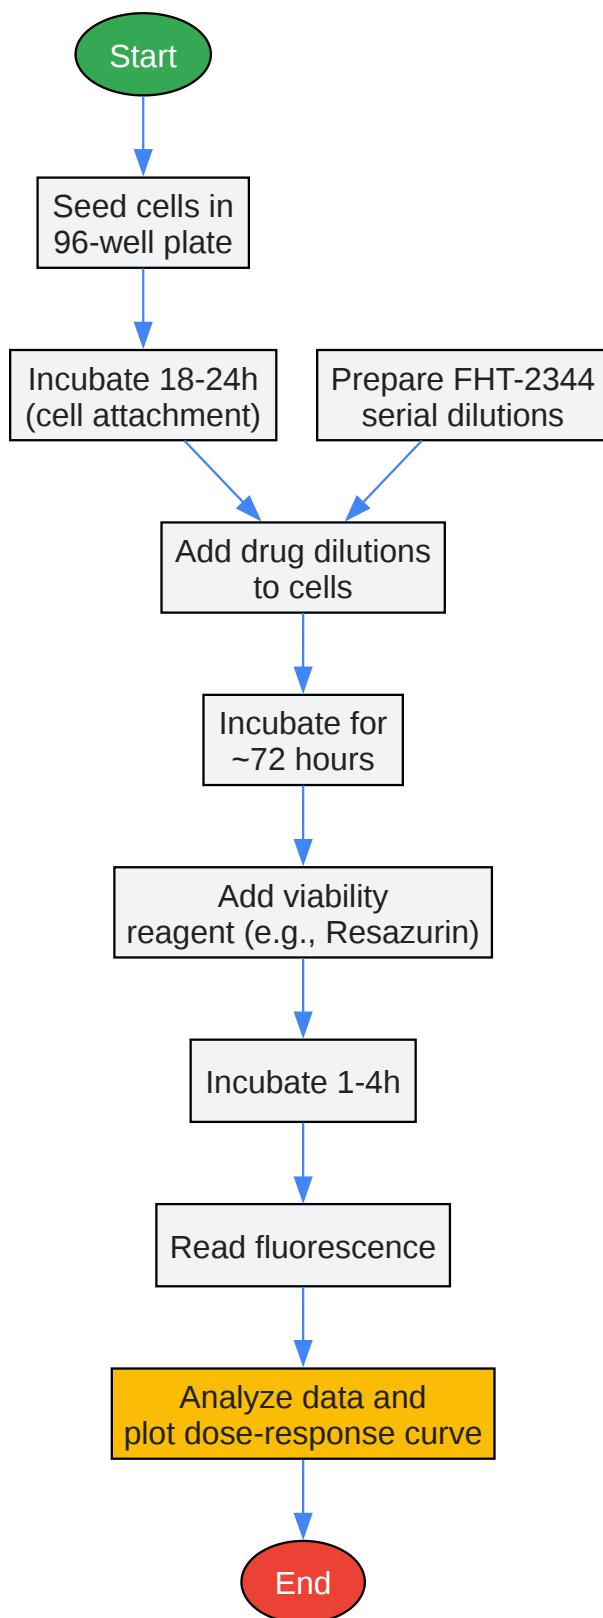 Start
Seed cells in
96-well plate
Incubate 18-24h
(cell attachment)
Prepare FHT-2344
serial dilutions
Add drug dilutions
to cells
Incubate for
~72 hours
Add viability
reagent (e.g., Resazurin)
Incubate 1-4h
Read fluorescence
Analyze data and
plot dose-response curve
End